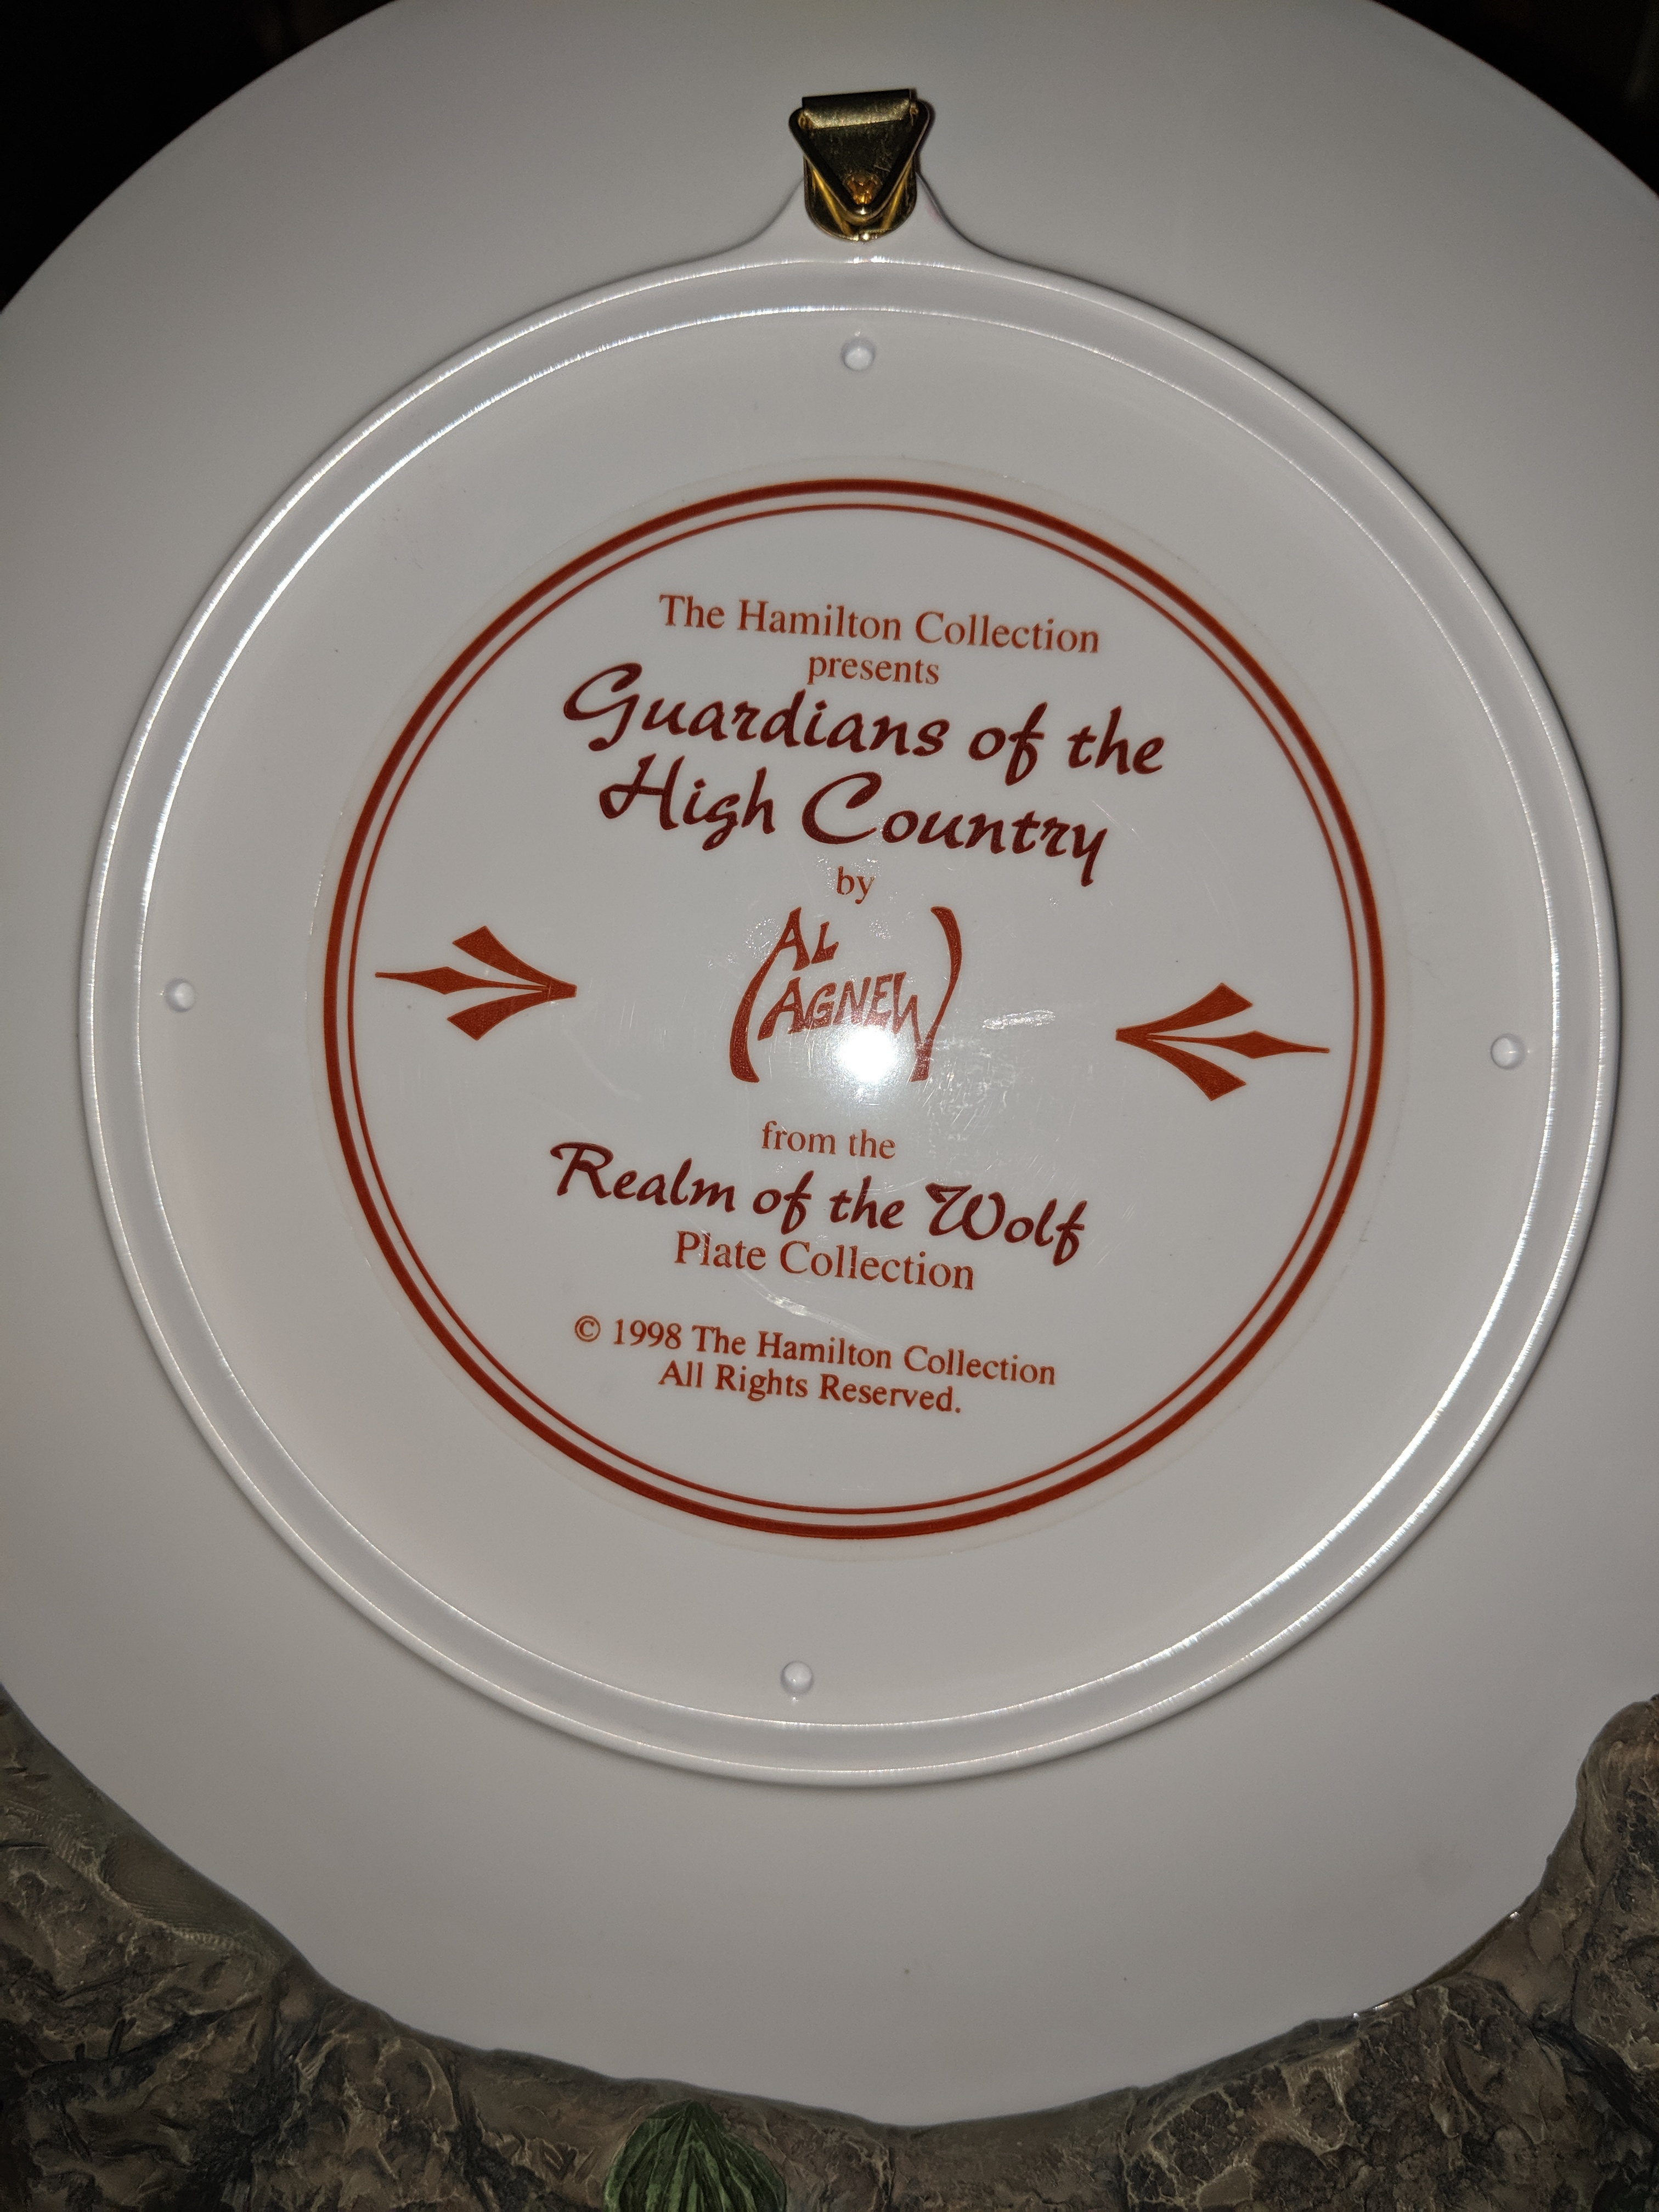 The Hamilton Collection
presents
Guardians of the
High Country
by
AL
AGNEW
from the
Realm of the Wolf
Plate Collection
© 1998 The Hamilton Collection
All Rights Reserved.